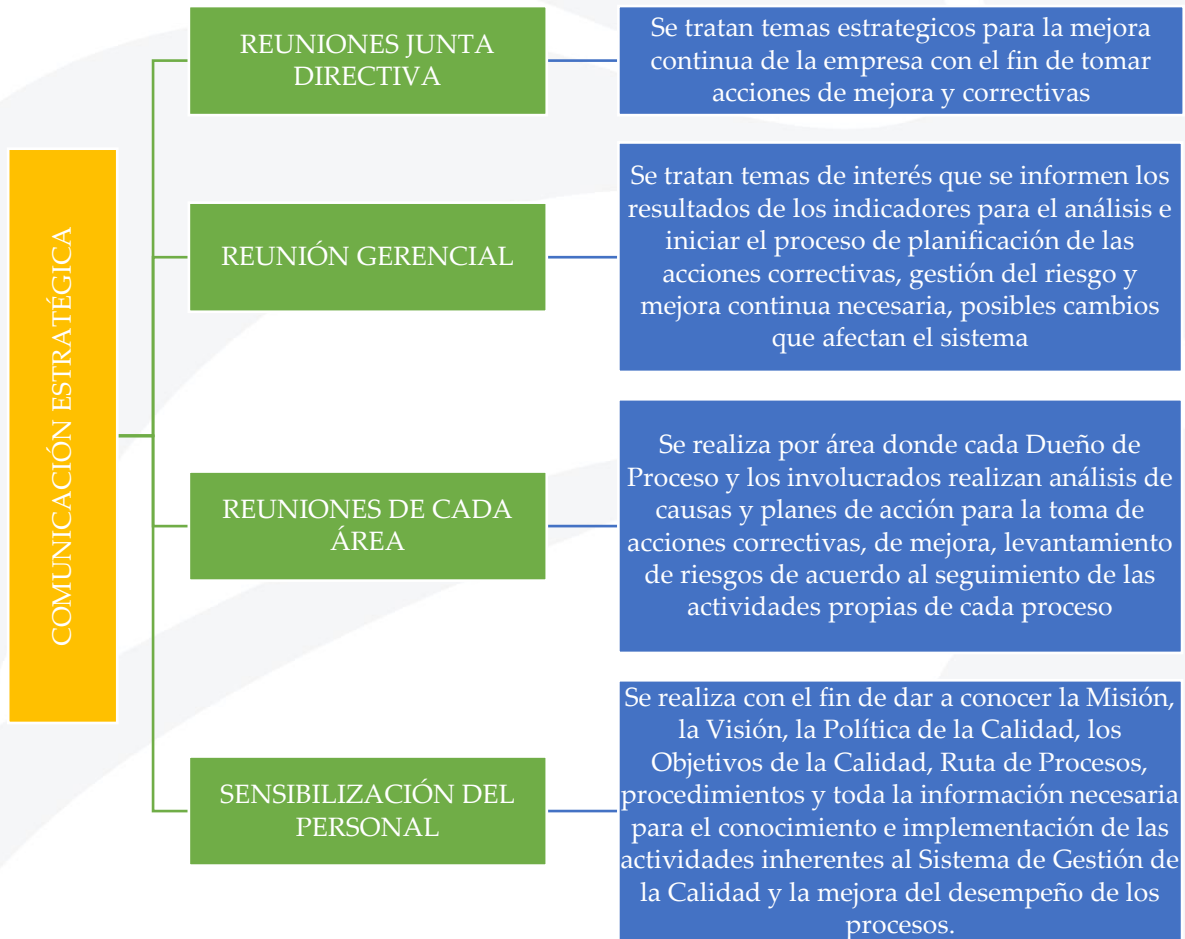 COMUNICACIÓN ESTRATÉGICA
REUNIONES JUNTA
DIRECTIVA
Se tratan temas estrategicos para la mejora
continua de la empresa con el fin de tomar
acciones de mejora y correctivas
REUNIÓN GERENCIAL
Se tratan temas de interés que se informen los
resultados de los indicadores para el análisis e
iniciar el proceso de planificación de las
acciones correctivas, gestión del riesgo y
mejora continua necesaria, posibles cambios
que afectan el sistema
REUNIONES DE CADA
ÁREA
Se realiza por área donde cada Dueño de
Proceso y los involucrados realizan análisis de
causas y planes de acción para la toma de
acciones correctivas, de mejora, levantamiento
de riesgos de acuerdo al seguimiento de las
actividades propias de cada proceso
SENSIBILIZACIÓN DEL
PERSONAL
Se realiza con el fin de dar a conocer la Misión,
la Visión, la Política de la Calidad, los
Objetivos de la Calidad, Ruta de Procesos,
procedimientos y toda la información necesaria
para el conocimiento e implementación de las
actividades inherentes al Sistema de Gestión de
la Calidad y la mejora del desempeño de los
procesos.